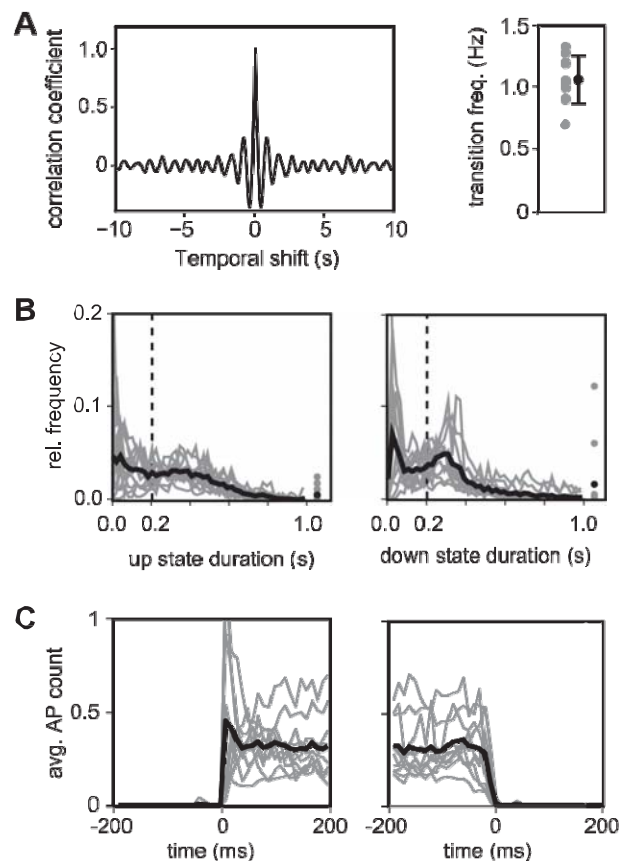 A
correlation coefficient
1.0
0.5
0
−10
−5
0
5
10
Temporal shift (s)
transition freq. (Hz)
1.5
1.0
0.5
0
B
rel. frequency
0.2
0.1
0.0
0.0 0.2 1.0
up state duration (s)
0.0 0.2 1.0
down state duration (s)
C
avg. AP count
1
0.5
0
-200 0 200
time (ms)
-200 0 200
time (ms)